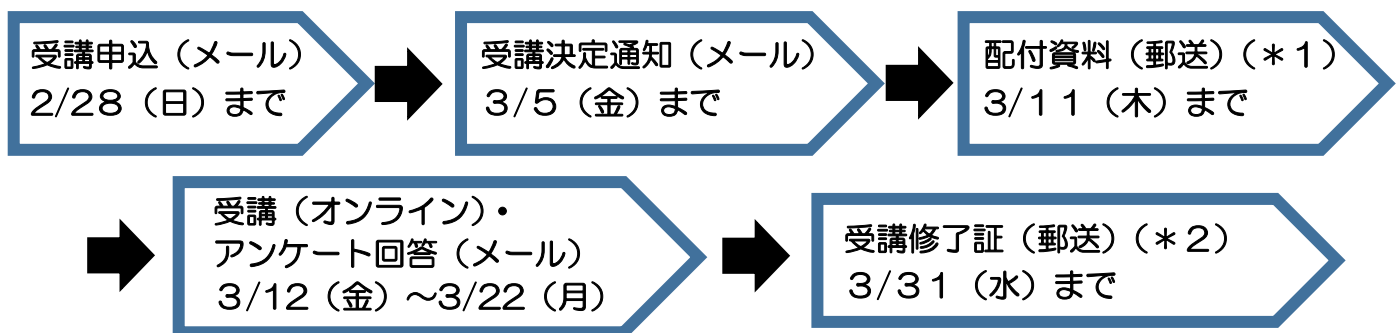 受講申込（メール）
2/28（日）まで
受講決定通知（メール）
３/５（金）まで
配付資料（郵送）（＊１）
３/１１（木）まで
受講（オンライン）・
アンケート回答（メール）
３/12（金）～3/22（月）
受講修了証（郵送）（＊２）
３/３１（水）まで